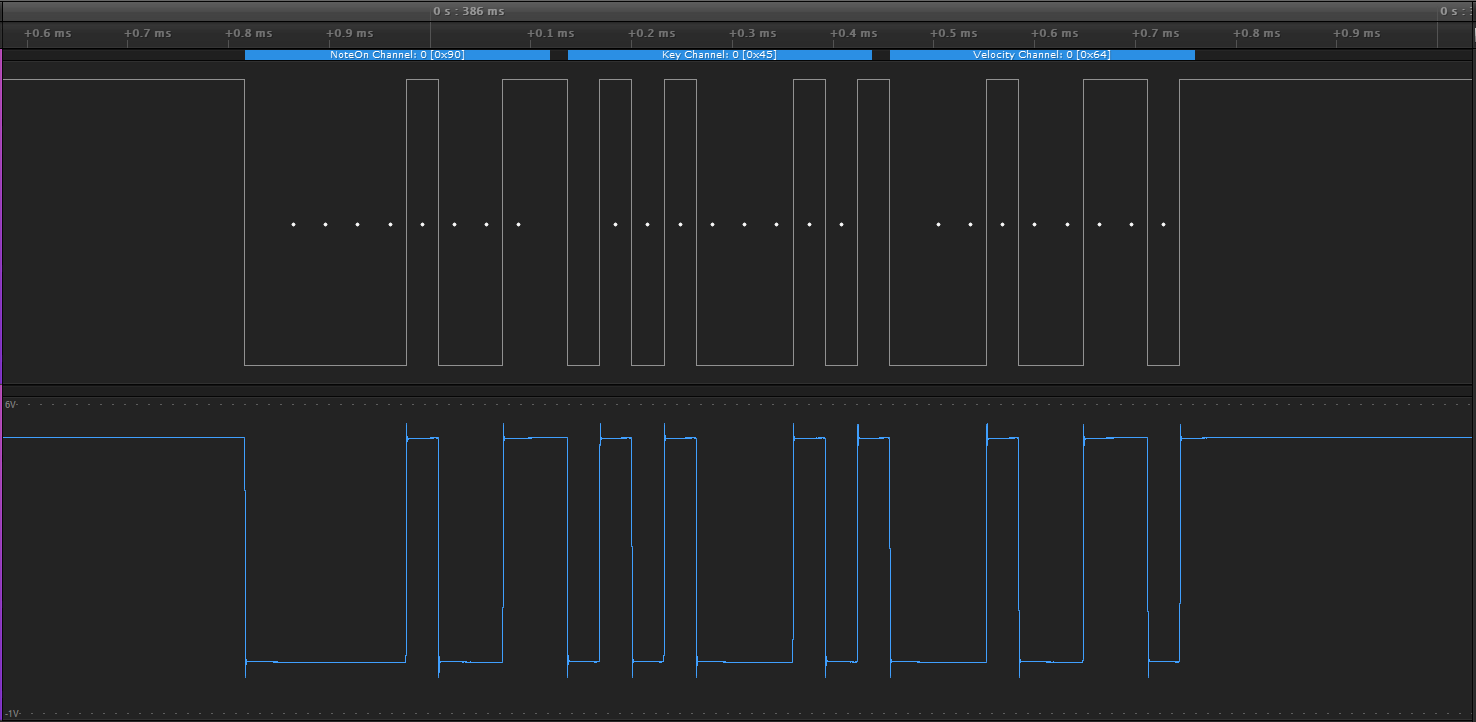 0 s : 386 ms
0 s :
+0.6 ms +0.7 ms +0.8 ms +0.9 ms +0.1 ms +0.2 ms +0.3 ms +0.4 ms +0.5 ms +0.6 ms +0.7 ms +0.8 ms +0.9 ms
NoteOn Channel: 0 [0x90] Key Channel: 0 [0x45] Velocity Channel: 0 [0x64]
6V
-1V